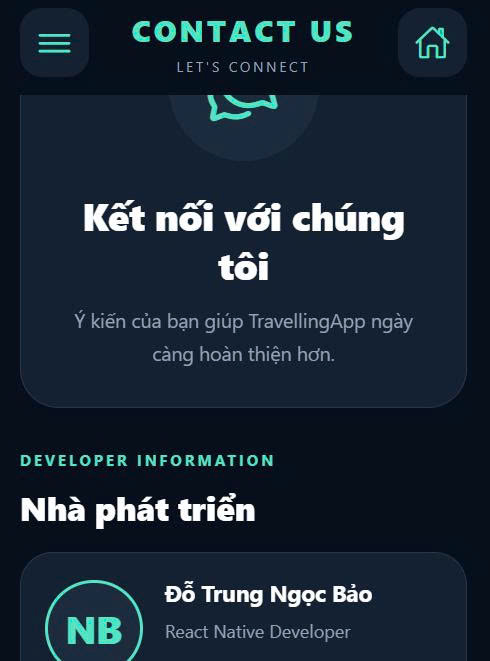 CONTACT US
LET'S CONNECT
Kết nối với chúng
tôi
Ý kiến của bạn giúp TravellingApp ngày
càng hoàn thiện hơn.
DEVELOPER INFORMATION
Nhà phát triển
NB
Đỗ Trung Ngọc Bảo
React Native Developer